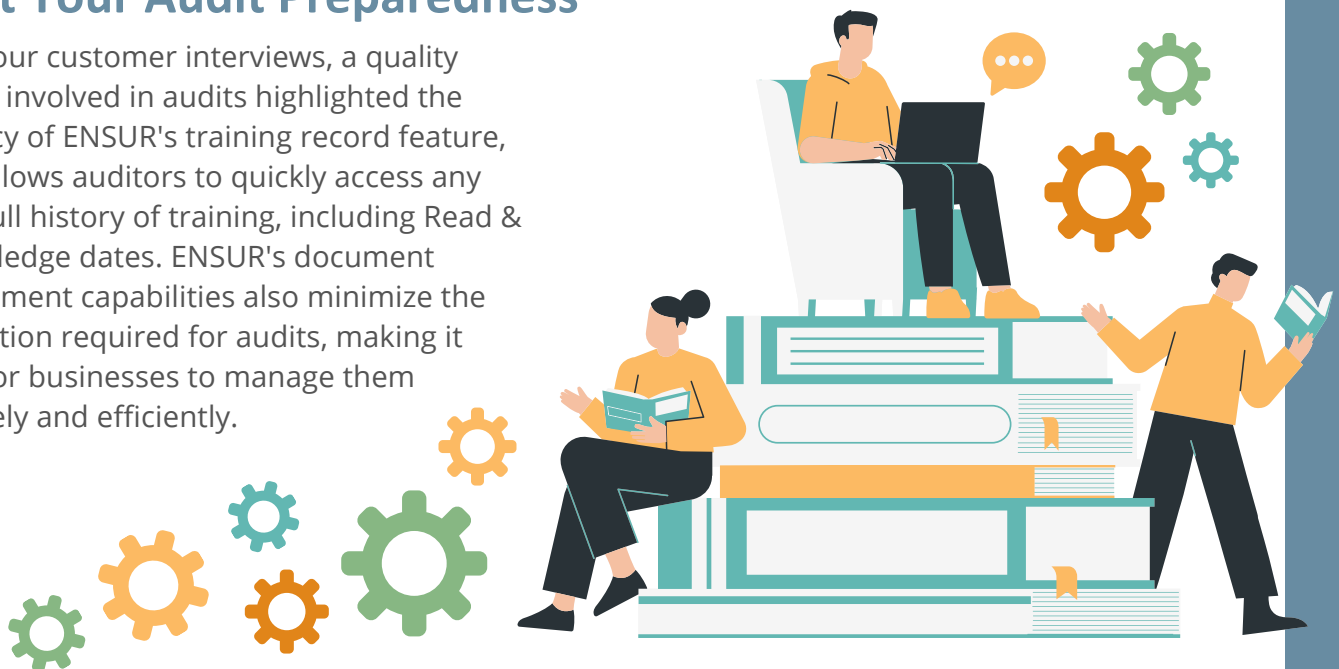 t Your Audit Preparedness
our customer interviews, a quality
involved in audits highlighted the
cy of ENSUR's training record feature,
lows auditors to quickly access any
ull history of training, including Read &
ledge dates. ENSUR's document
ment capabilities also minimize the
tion required for audits, making it
or businesses to manage them
ely and efficiently.